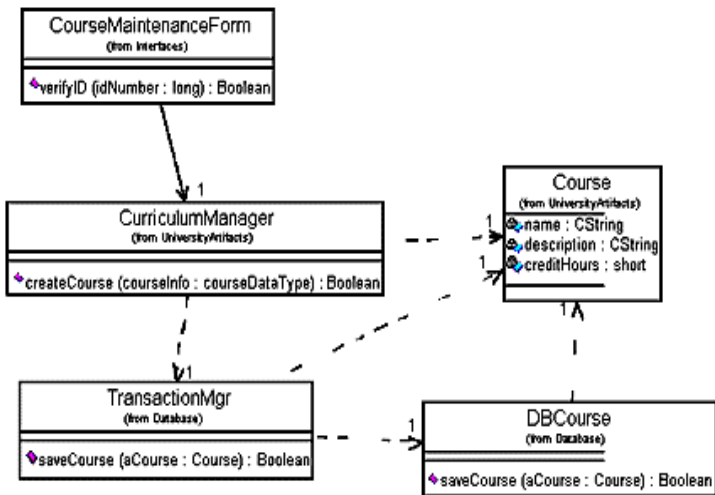 CourseMaintenanceForm
(from Interfaces)
verifyID (idNumber : long) : Boolean
1
CurriculumManager
(from UniversityArtifacts)
createCourse (courseInfo : courseDataType) : Boolean
1
Course
(from UniversityArtifacts)
name : CString
description : CString
creditHours : short
1
1
1
TransactionMgr
(from Database)
saveCourse (aCourse : Course) : Boolean
1
DBCourse
(from Database)
saveCourse (aCourse : Course) : Boolean